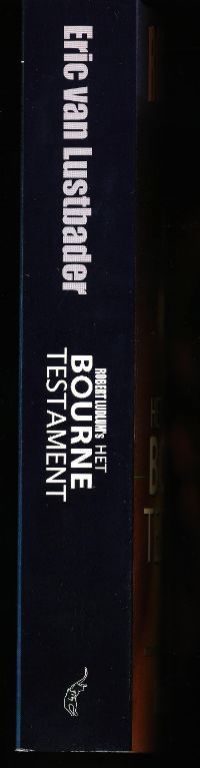 Eric van Lustbader
ROBERT LUDLUM's HET
BOURNE
TESTAMENT